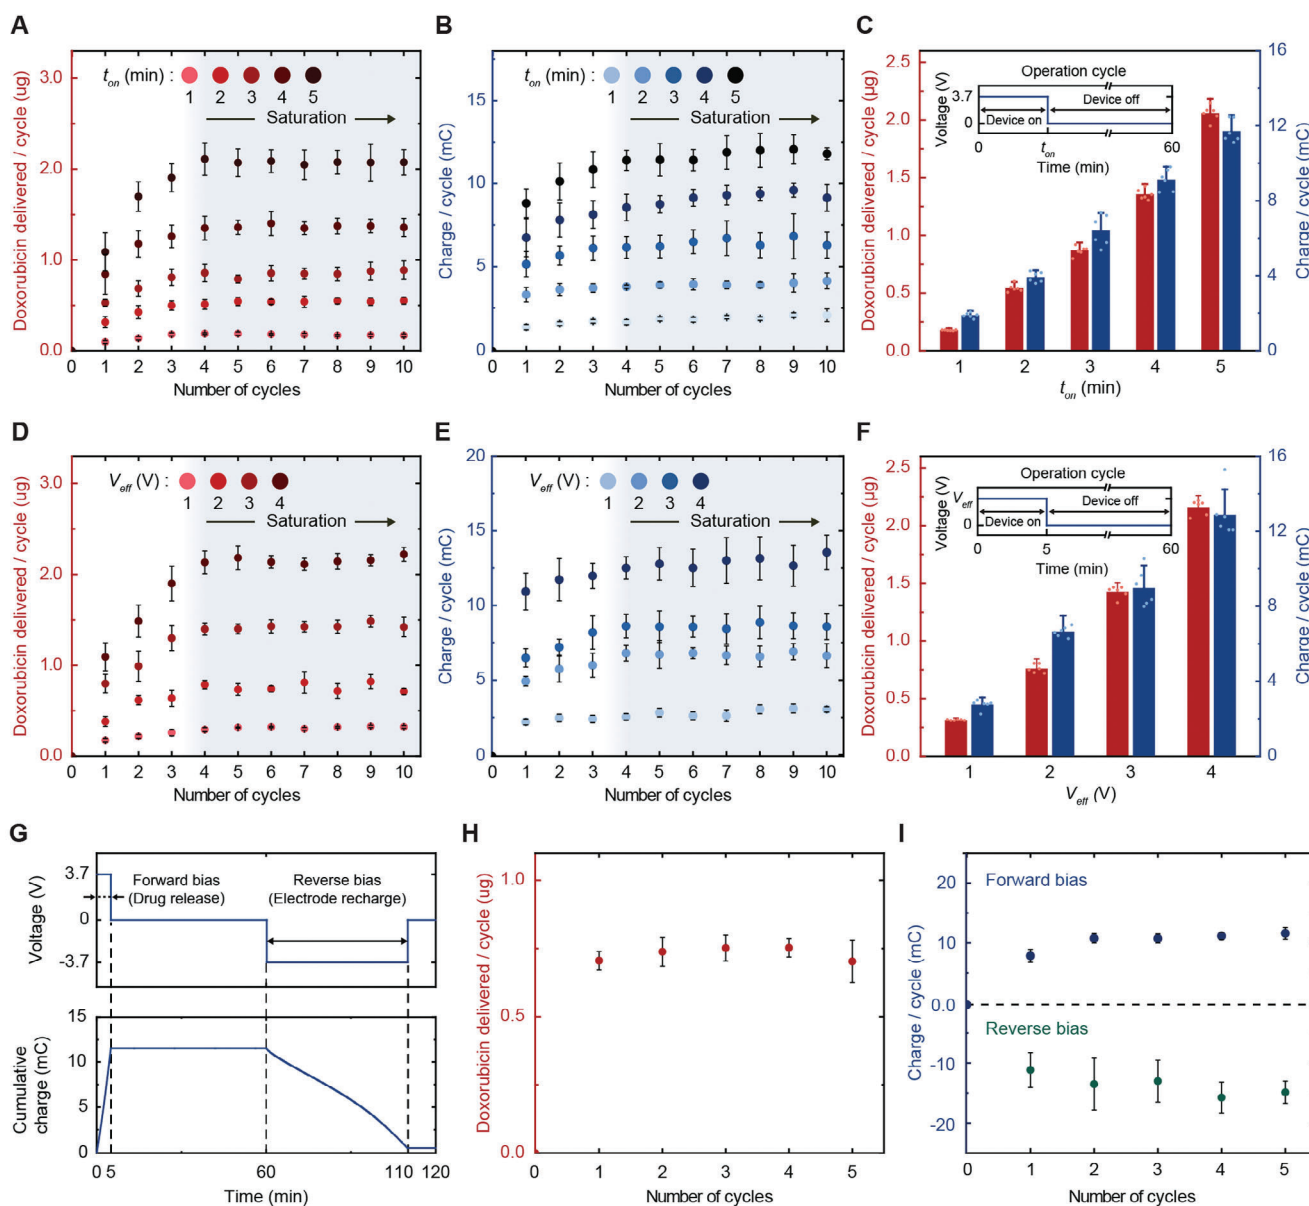 A
Doxorubicin delivered / cycle (ug)
3.0
2.0
1.0
0.0
t_on (min) :
1 2 3 4 5
Saturation
0 1 2 3 4 5 6 7 8 9 10
Number of cycles
B
Charge / cycle (mC)
15
10
5
0
t_on (min) :
1 2 3 4 5
Saturation
0 1 2 3 4 5 6 7 8 9 10
Number of cycles
C
Doxorubicin delivered / cycle (µg)
2.5
2.0
1.5
1.0
0.5
0.0
Operation cycle
Voltage (V)
3.7
0
Device on
Device off
0 t_on 60
Time (min)
16
12
8
4
0
Charge / cycle (mC)
1 2 3 4 5
t_on (min)
D
Doxorubicin delivered / cycle (ug)
3.0
2.0
1.0
0.0
V_eff (V) :
1 2 3 4
Saturation
0 1 2 3 4 5 6 7 8 9 10
Number of cycles
E
Charge / cycle (mC)
20
15
10
5
0
V_eff (V) :
1 2 3 4
Saturation
0 1 2 3 4 5 6 7 8 9 10
Number of cycles
F
Doxorubicin delivered / cycle (µg)
2.5
2.0
1.5
1.0
0.5
0.0
Operation cycle
Voltage (V)
V_eff
0
Device on
Device off
0 5 60
Time (min)
16
12
8
4
0
Charge / cycle (mC)
1 2 3 4
V_eff (V)
G
Voltage (V)
3.7
0
-3.7
Forward bias
(Drug release)
Reverse bias
(Electrode recharge)
Cumulative
charge (mC)
15
10
5
0
0 5 60 110 120
Time (min)
H
Doxorubicin delivered / cycle (ug)
1.0
0.5
0.0
0 1 2 3 4 5
Number of cycles
I
Charge / cycle (mC)
20
10
0.0
-10
-20
Forward bias
Reverse bias
0 1 2 3 4 5
Number of cycles